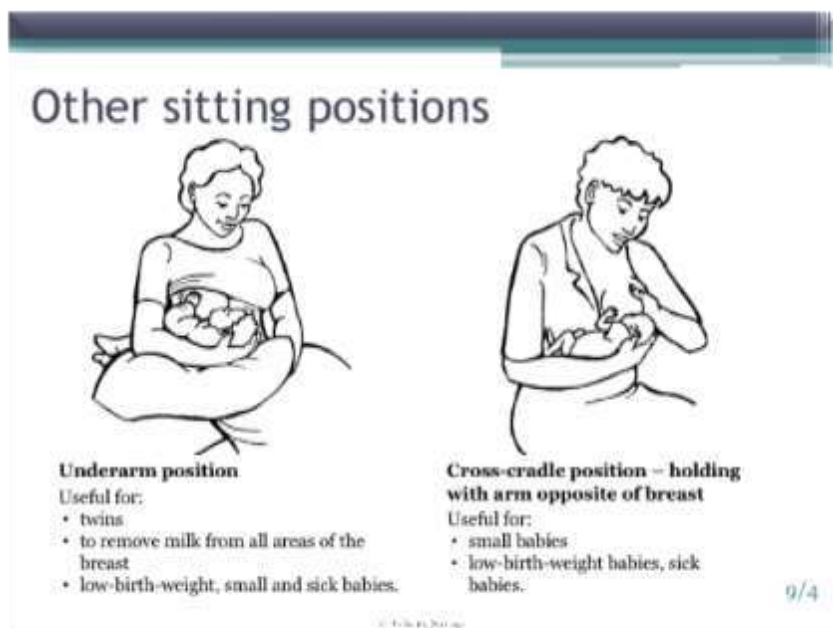 Other sitting positions
Underarm position
Useful for:
• twins
• to remove milk from all areas of the
breast
• low-birth-weight, small and sick babies.
Cross-cradle position – holding
with arm opposite of breast
Useful for:
• small babies
• low-birth-weight babies, sick
babies.
9/4